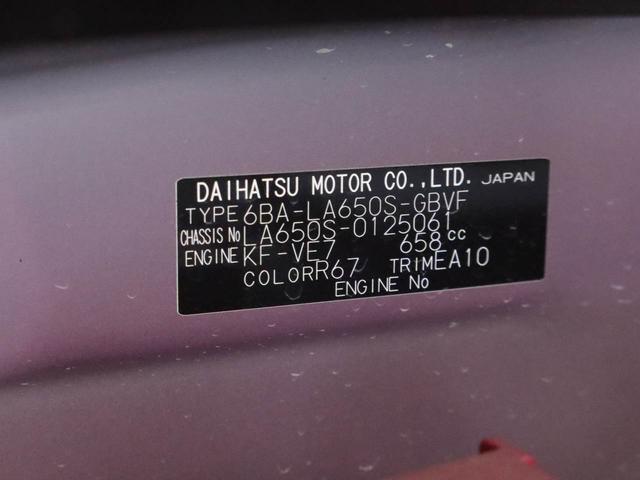 DAIHATSU MOTOR CO.,LTD. JAPAN
TYPE 6BA-LA650S-GBVF
CHASSIS No LA650S-0125061
ENGINE KF-VE7 658cc
COLOR R67 TRIM EA10
ENGINE No